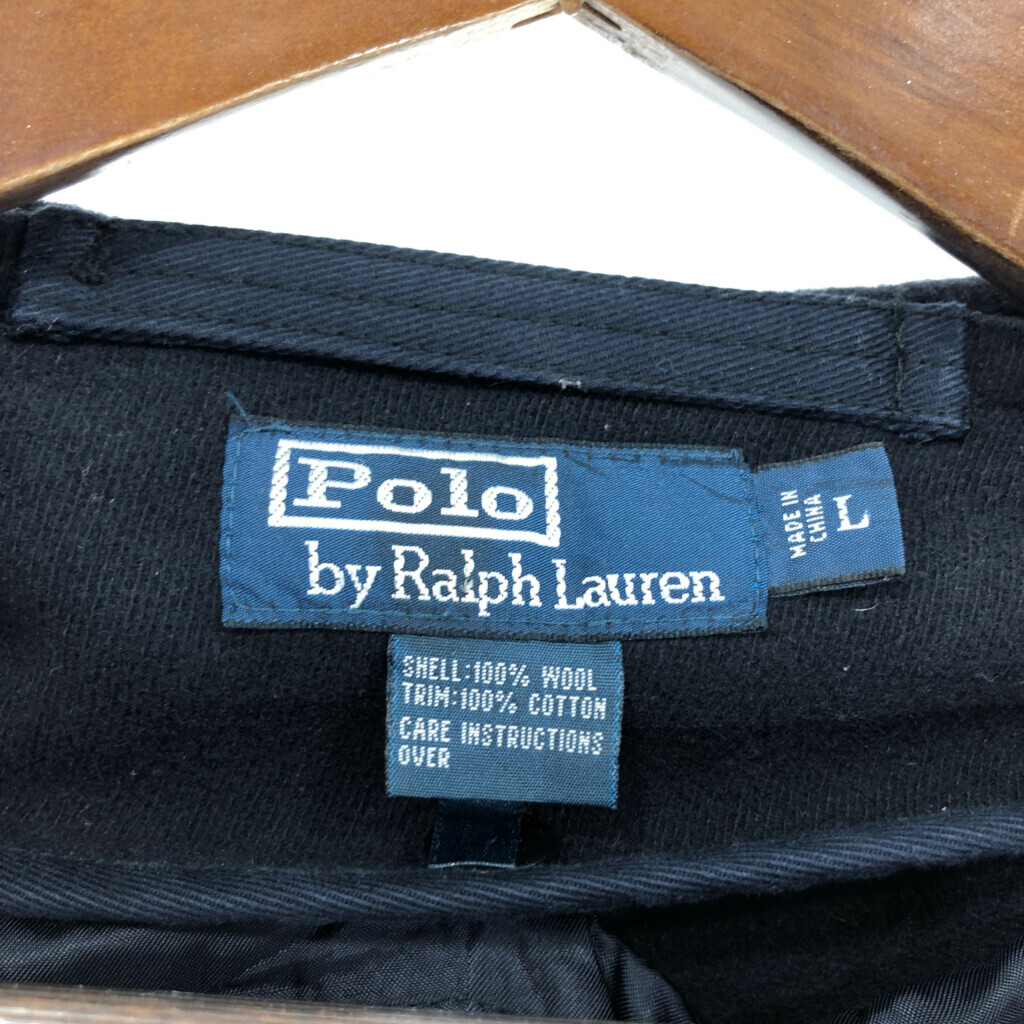 Polo
by Ralph Lauren
MADE IN
CHINA
L
SHELL:100% WOOL
TRIM:100% COTTON
CARE INSTRUCTIONS
OVER